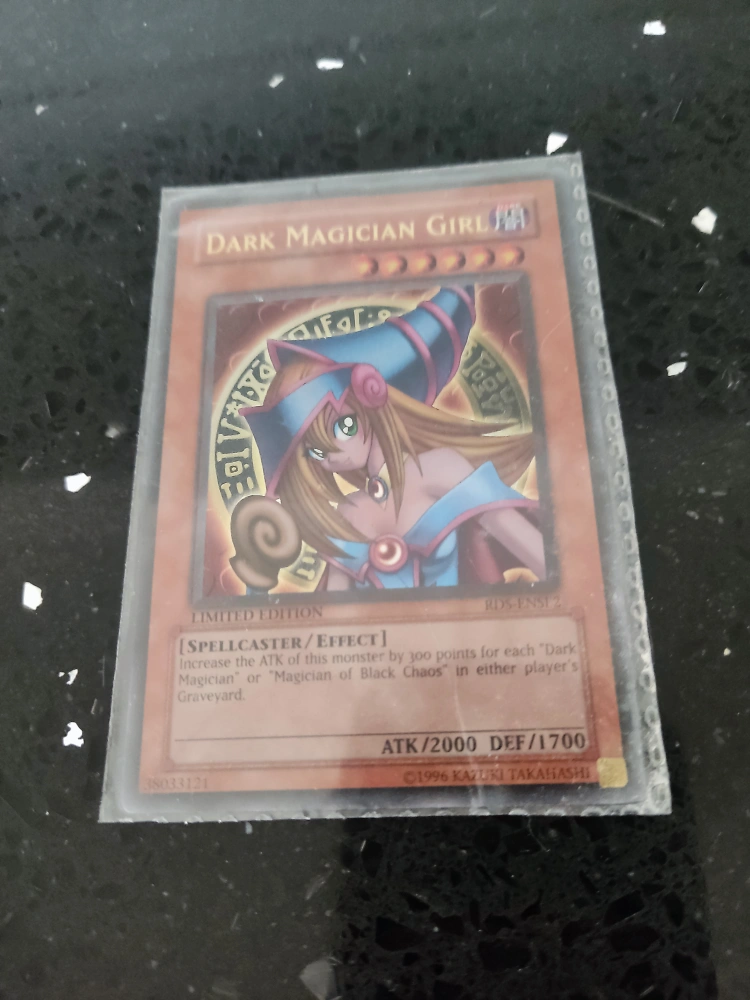 DARK MAGICIAN GIRL
LIMITED EDITION
RDS-ENSE2
[SPELLCASTER/EFFECT]
Increase the ATK of this monster by 300 points for each "Dark
Magician" or "Magician of Black Chaos" in either player's
Graveyard.
ATK/2000 DEF/1700
38033121
©1996 KAZUKI TAKAHASHI